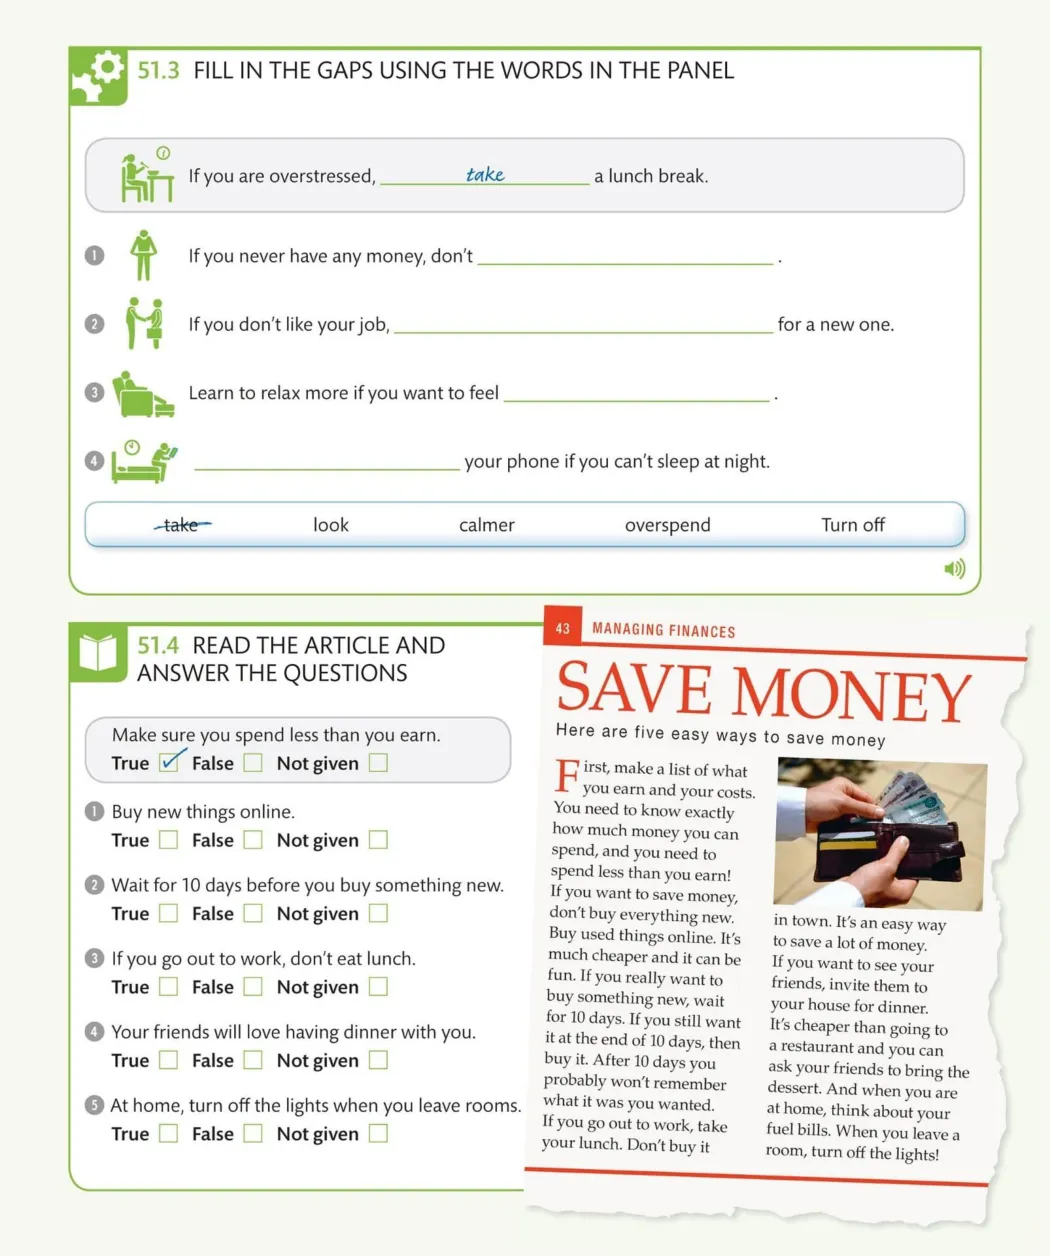 51.3 FILL IN THE GAPS USING THE WORDS IN THE PANEL
If you are overstressed, take a lunch break.
1 If you never have any money, don't ______ .
2 If you don't like your job, ______ for a new one.
3 Learn to relax more if you want to feel ______ .
4 ______ your phone if you can't sleep at night.
take look calmer overspend Turn off
51.4 READ THE ARTICLE AND
ANSWER THE QUESTIONS
Make sure you spend less than you earn.
True ✓ False Not given
1 Buy new things online.
True False Not given
2 Wait for 10 days before you buy something new.
True False Not given
3 If you go out to work, don't eat lunch.
True False Not given
4 Your friends will love having dinner with you.
True False Not given
5 At home, turn off the lights when you leave rooms.
True False Not given
43 MANAGING FINANCES
SAVE MONEY
Here are five easy ways to save money
First, make a list of what
you earn and your costs.
You need to know exactly
how much money you can
spend, and you need to
spend less than you earn!
If you want to save money,
don't buy everything new.
Buy used things online. It's
much cheaper and it can be
fun. If you really want to
buy something new, wait
for 10 days. If you still want
it at the end of 10 days, then
buy it. After 10 days you
probably won't remember
what it was you wanted.
If you go out to work, take
your lunch. Don't buy it
in town. It's an easy way
to save a lot of money.
If you want to see your
friends, invite them to
your house for dinner.
It's cheaper than going to
a restaurant and you can
ask your friends to bring the
dessert. And when you are
at home, think about your
fuel bills. When you leave a
room, turn off the lights!